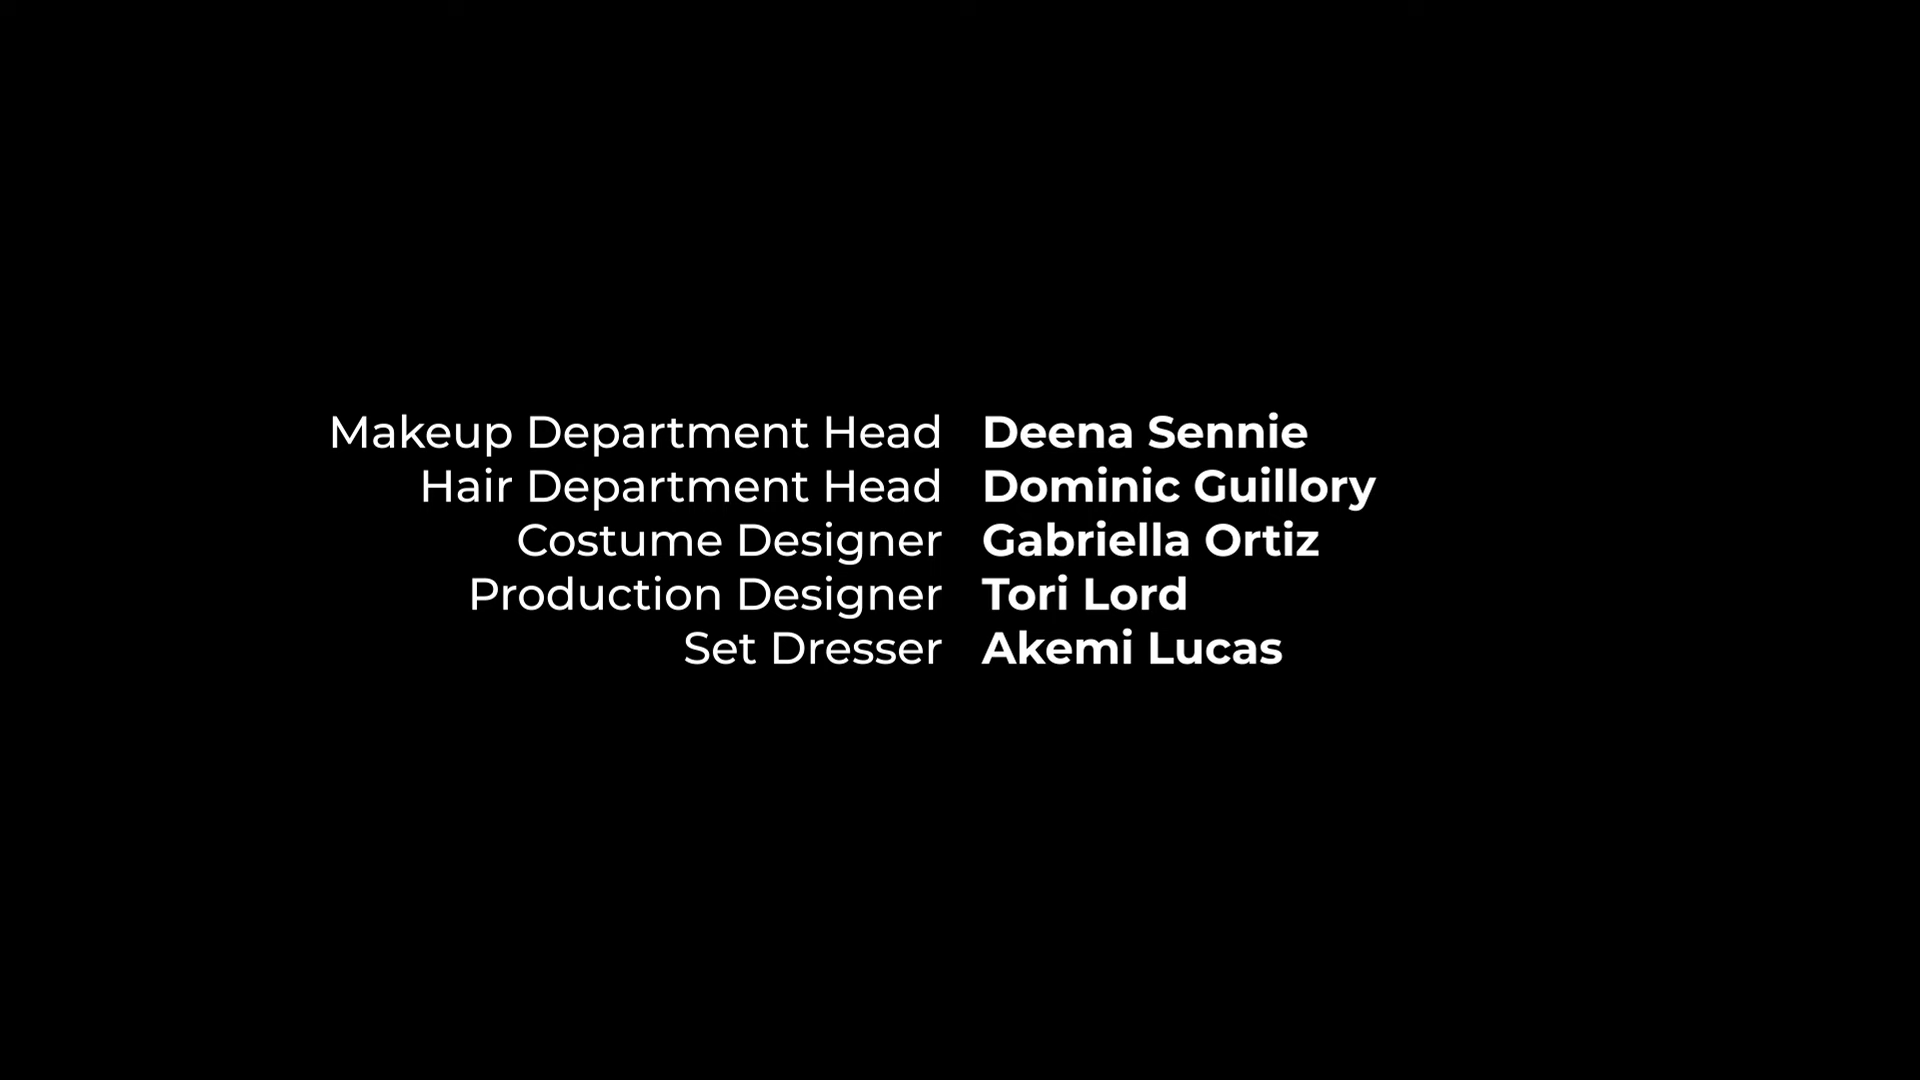 Makeup Department Head Deena Sennie
Hair Department Head Dominic Guillory
Costume Designer Gabriella Ortiz
Production Designer Tori Lord
Set Dresser Akemi Lucas